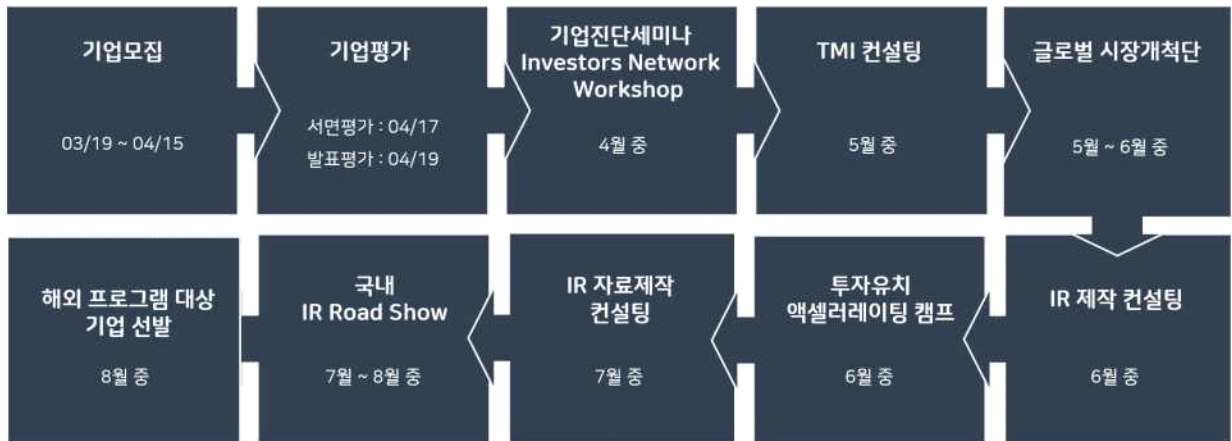 기업모집
03/19 ~ 04/15
기업평가
서면평가 : 04/17
발표평가 : 04/19
기업진단세미나
Investors Network
Workshop
4월 중
TMI 컨설팅
5월 중
글로벌 시장개척단
5월 ~ 6월 중
IR 제작 컨설팅
6월 중
투자유치
액셀러레이팅 캠프
6월 중
IR 자료제작
컨설팅
7월 중
국내
IR Road Show
7월 ~ 8월 중
해외 프로그램 대상
기업 선발
8월 중